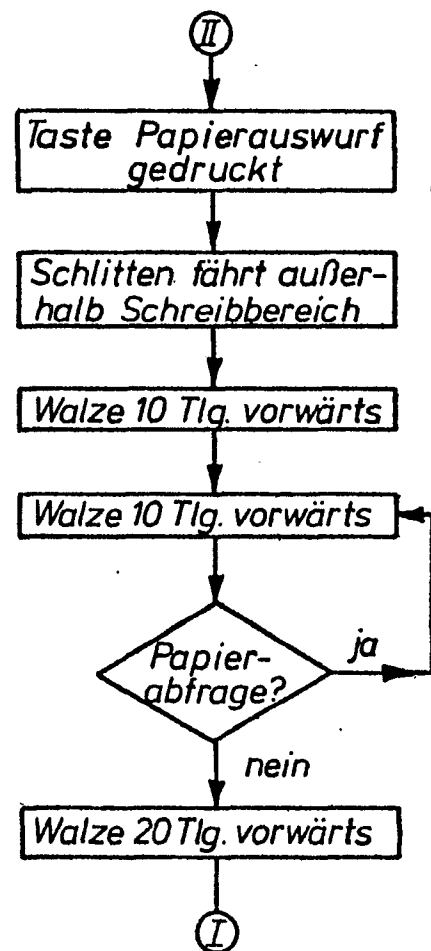 II
Taste Papierauswurf
gedruckt
Schlitten fährt außer-
halb Schreibbereich
Walze 10 Tlg. vorwärts
Walze 10 Tlg. vorwärts
Papier-
abfrage?
ja
nein
Walze 20 Tlg. vorwärts
I